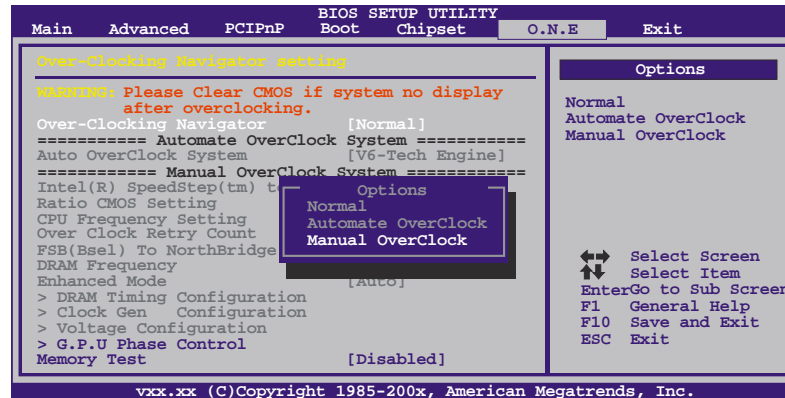 BIOS SETUP UTILITY
Main Advanced PCIPnP Boot Chipset O.N.E Exit
Over-Clocking Navigator setting
WARNING: Please Clear CMOS if system no display
after overclocking.
Over-Clocking Navigator [Normal]
=========== Automate OverClock System ===========
Auto OverClock System [V6-Tech Engine]
============ Manual OverClock System ============
Intel(R) SpeedStep(tm) t
Ratio CMOS Setting
CPU Frequency Setting
Over Clock Retry Count
FSB(Bsel) To NorthBridge
DRAM Frequency
Enhanced Mode [Auto]
> DRAM Timing Configuration
> Clock Gen Configuration
> Voltage Configuration
> G.P.U Phase Control
Memory Test [Disabled]
Options
Normal
Automate OverClock
Manual OverClock
Options
Normal
Automate OverClock
Manual OverClock
Select Screen
Select Item
EnterGo to Sub Screen
F1 General Help
F10 Save and Exit
ESC Exit
vxx.xx (C)Copyright 1985-200x, American Megatrends, Inc.